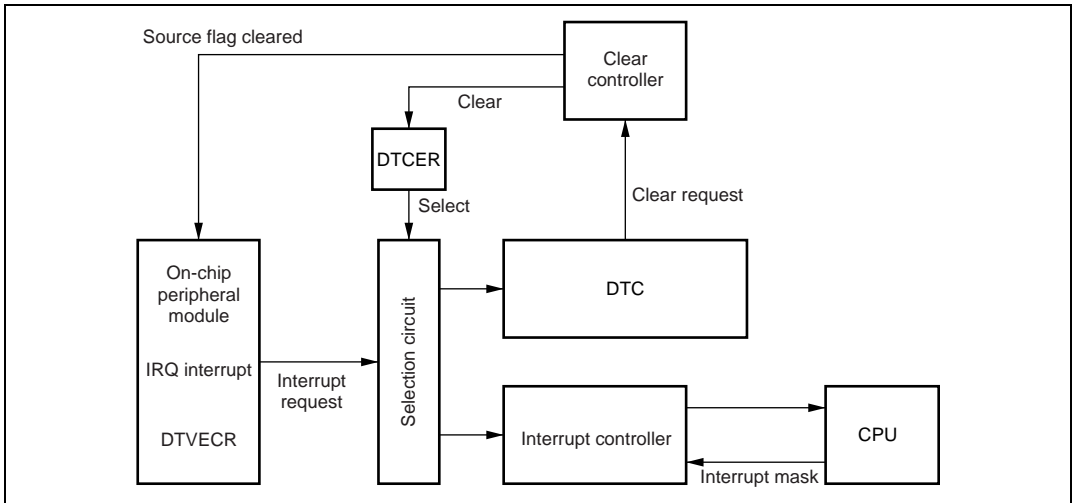 Source flag cleared
Clear
controller
Clear
DTCER
Clear request
Select
On-chip
peripheral
module
DTC
Selection circuit
IRQ interrupt
Interrupt
request
DTVECR
Interrupt controller
CPU
Interrupt mask